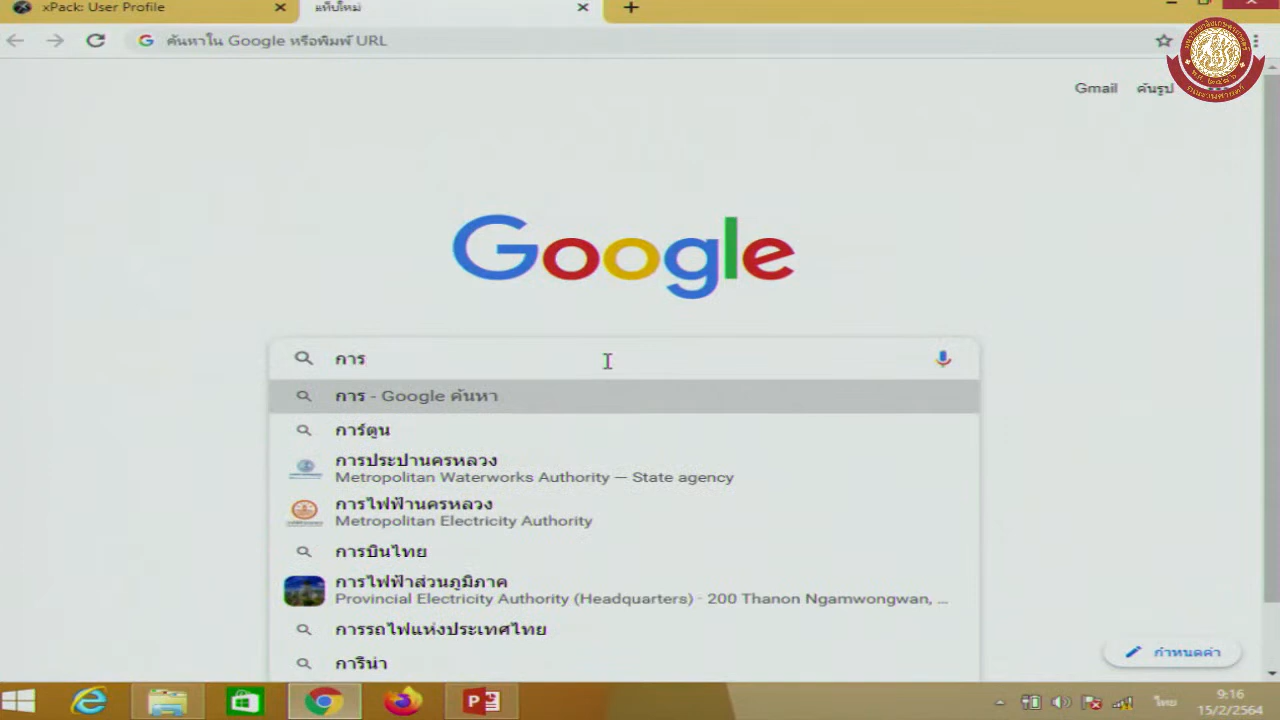 xPack: User Profile
แท็บใหม่
ค้นหาใน Google หรือพิมพ์ URL
Gmail
ค้นรูป
Google
การ
การ - Google ค้นหา
การ์ตูน
การประปานครหลวง
Metropolitan Waterworks Authority — State agency
การไฟฟ้านครหลวง
Metropolitan Electricity Authority
การบินไทย
การไฟฟ้าส่วนภูมิภาค
Provincial Electricity Authority (Headquarters) · 200 Thanon Ngamwongwan, ...
การรถไฟแห่งประเทศไทย
การีน่า
กำหนดค่า
ไทย
9:16
15/2/2564